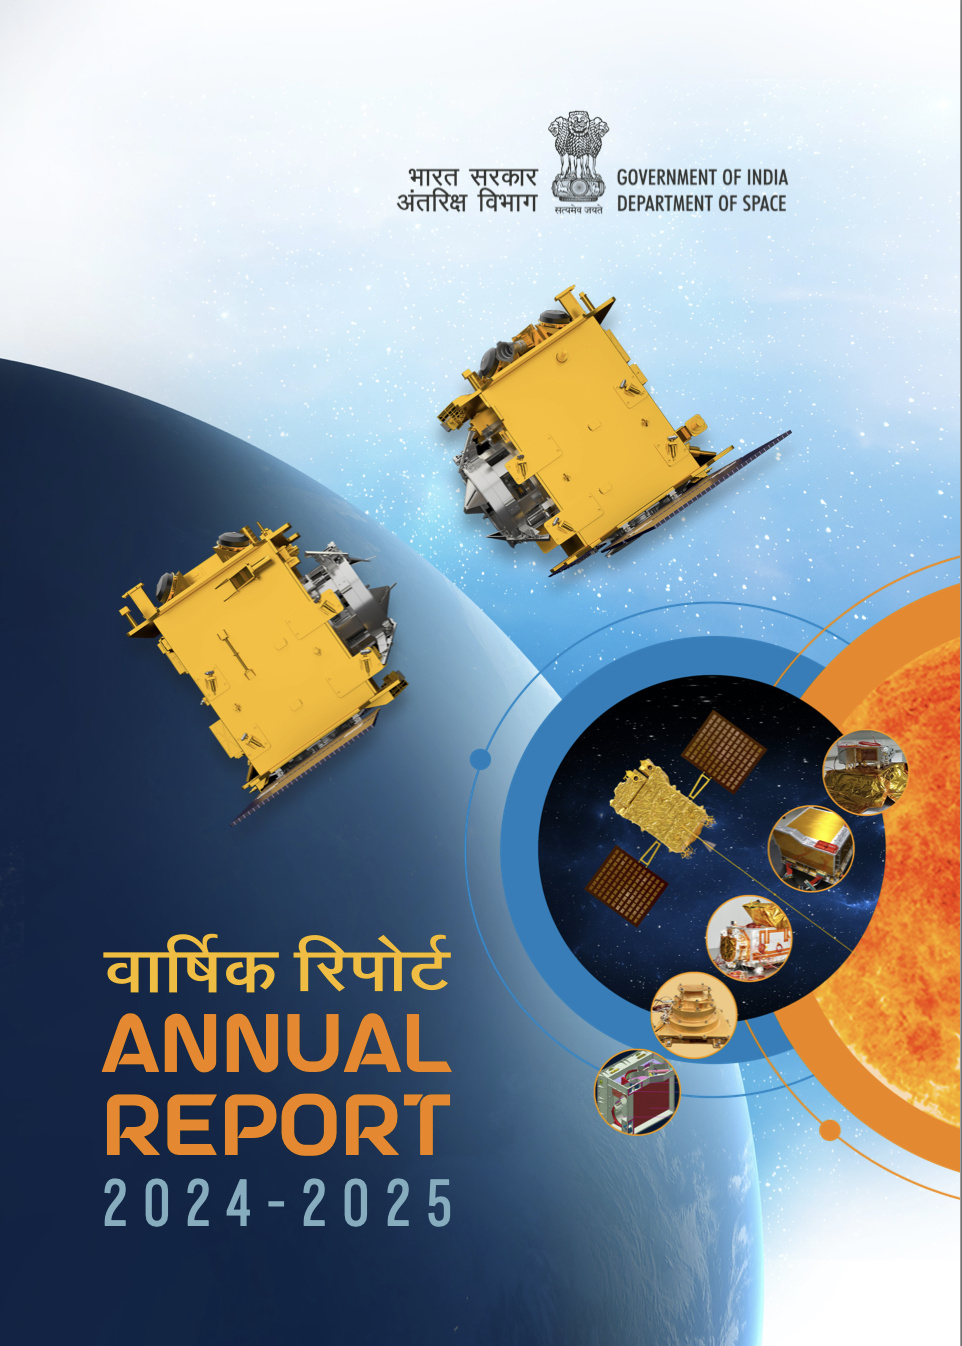 भारत सरकार
अंतरिक्ष विभाग
सत्यमेव जयते
GOVERNMENT OF INDIA
DEPARTMENT OF SPACE
वार्षिक रिपोर्ट
ANNUAL
REPORT
2024-2025